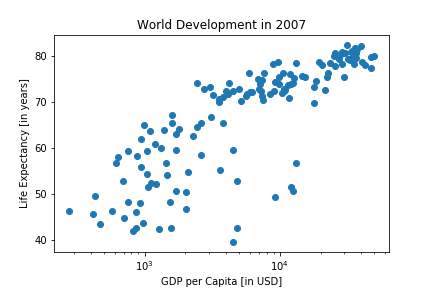 World Development in 2007
Life Expectancy [in years]
80
70
60
50
40
10³
10⁴
GDP per Capita [in USD]